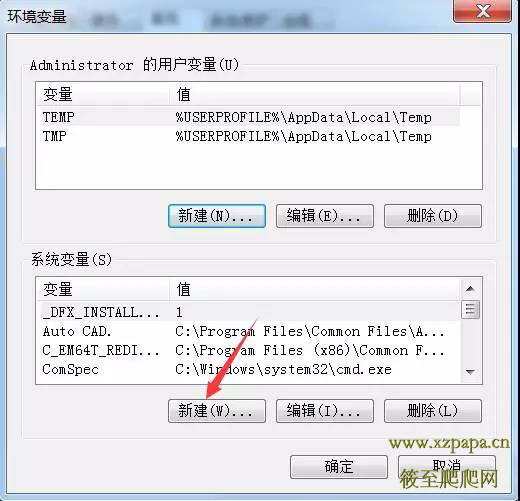 环境变量
Administrator 的用户变量(U)
变量 值
TEMP %USERPROFILE%\AppData\Local\Temp
TMP %USERPROFILE%\AppData\Local\Temp
新建(N)... 编辑(E)... 删除(D)
系统变量(S)
变量 值
_DFX_INSTALL... 1
Auto CAD. C:\Program Files\Common Files\A...
C_EM64T_REDI... C:\Program Files (x86)\Common F...
ComSpec C:\Windows\system32\cmd.exe
新建(W)... 编辑(I)... 删除(L)
www.xzpapa.cn
确定 取消
筱至爬爬网